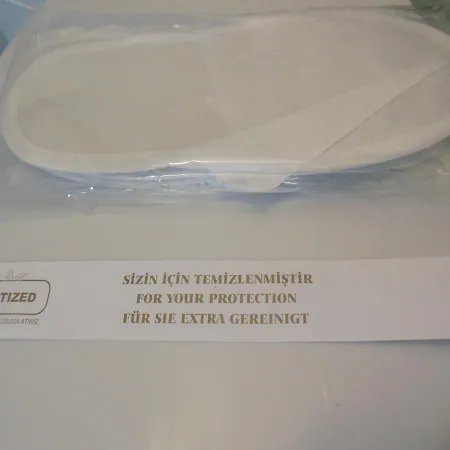 TIZED
SİZİN İÇİN TEMİZLENMİŞTİR
FOR YOUR PROTECTION
FÜR SIE EXTRA GEREINIGT